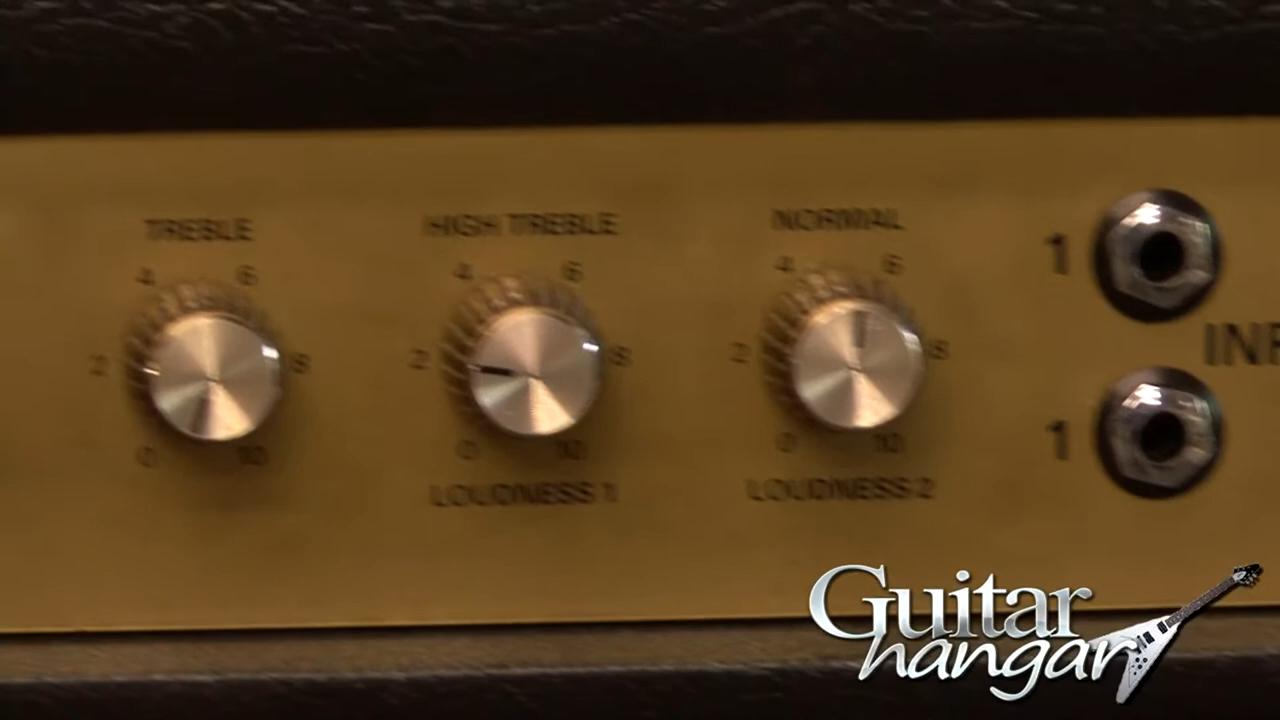 TREBLE
4 6
2 8
0 10
HIGH TREBLE
4 6
2 8
0 10
LOUDNESS 1
NORMAL
4 6
2 8
0 10
LOUDNESS 2
1
1
Guitar
hangar